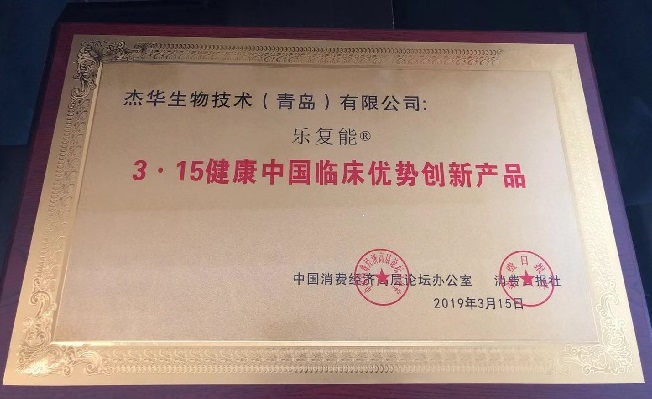 杰华生物技术（青岛）有限公司：
乐复能®
3·15健康中国临床优势创新产品
中国消费经济高层论坛办公室 消费日报社
2019年3月15日